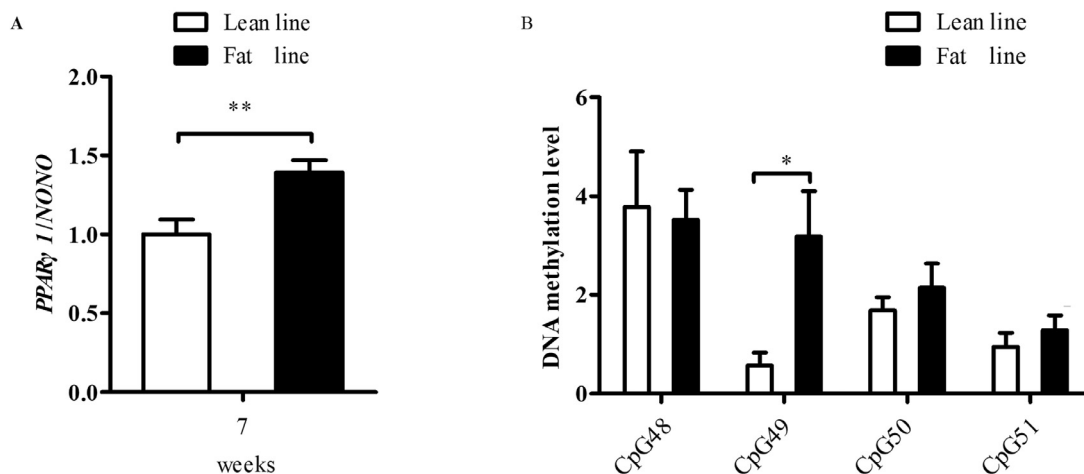 A
Lean line
Fat line
2.0
1.5
1.0
0.5
0.0
PPARγ 1/NONO
**
7
weeks
B
Lean line
Fat line
6
4
2
0
DNA methylation level
*
CpG48
CpG49
CpG50
CpG51